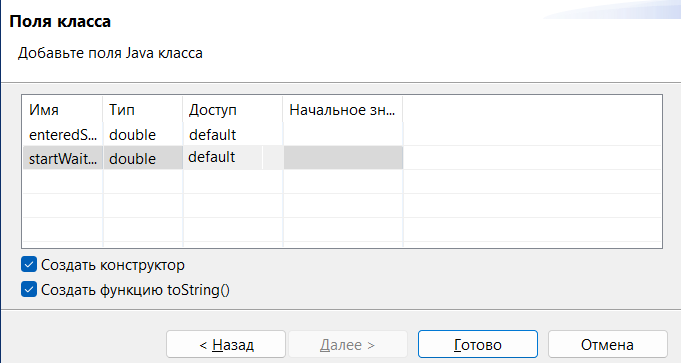 Поля класса
Добавьте поля Java класса
Имя Тип Доступ Начальное зн...
enteredS... double default
startWait... double default
Создать конструктор
Создать функцию toString()
< Назад Далее > Готово Отмена